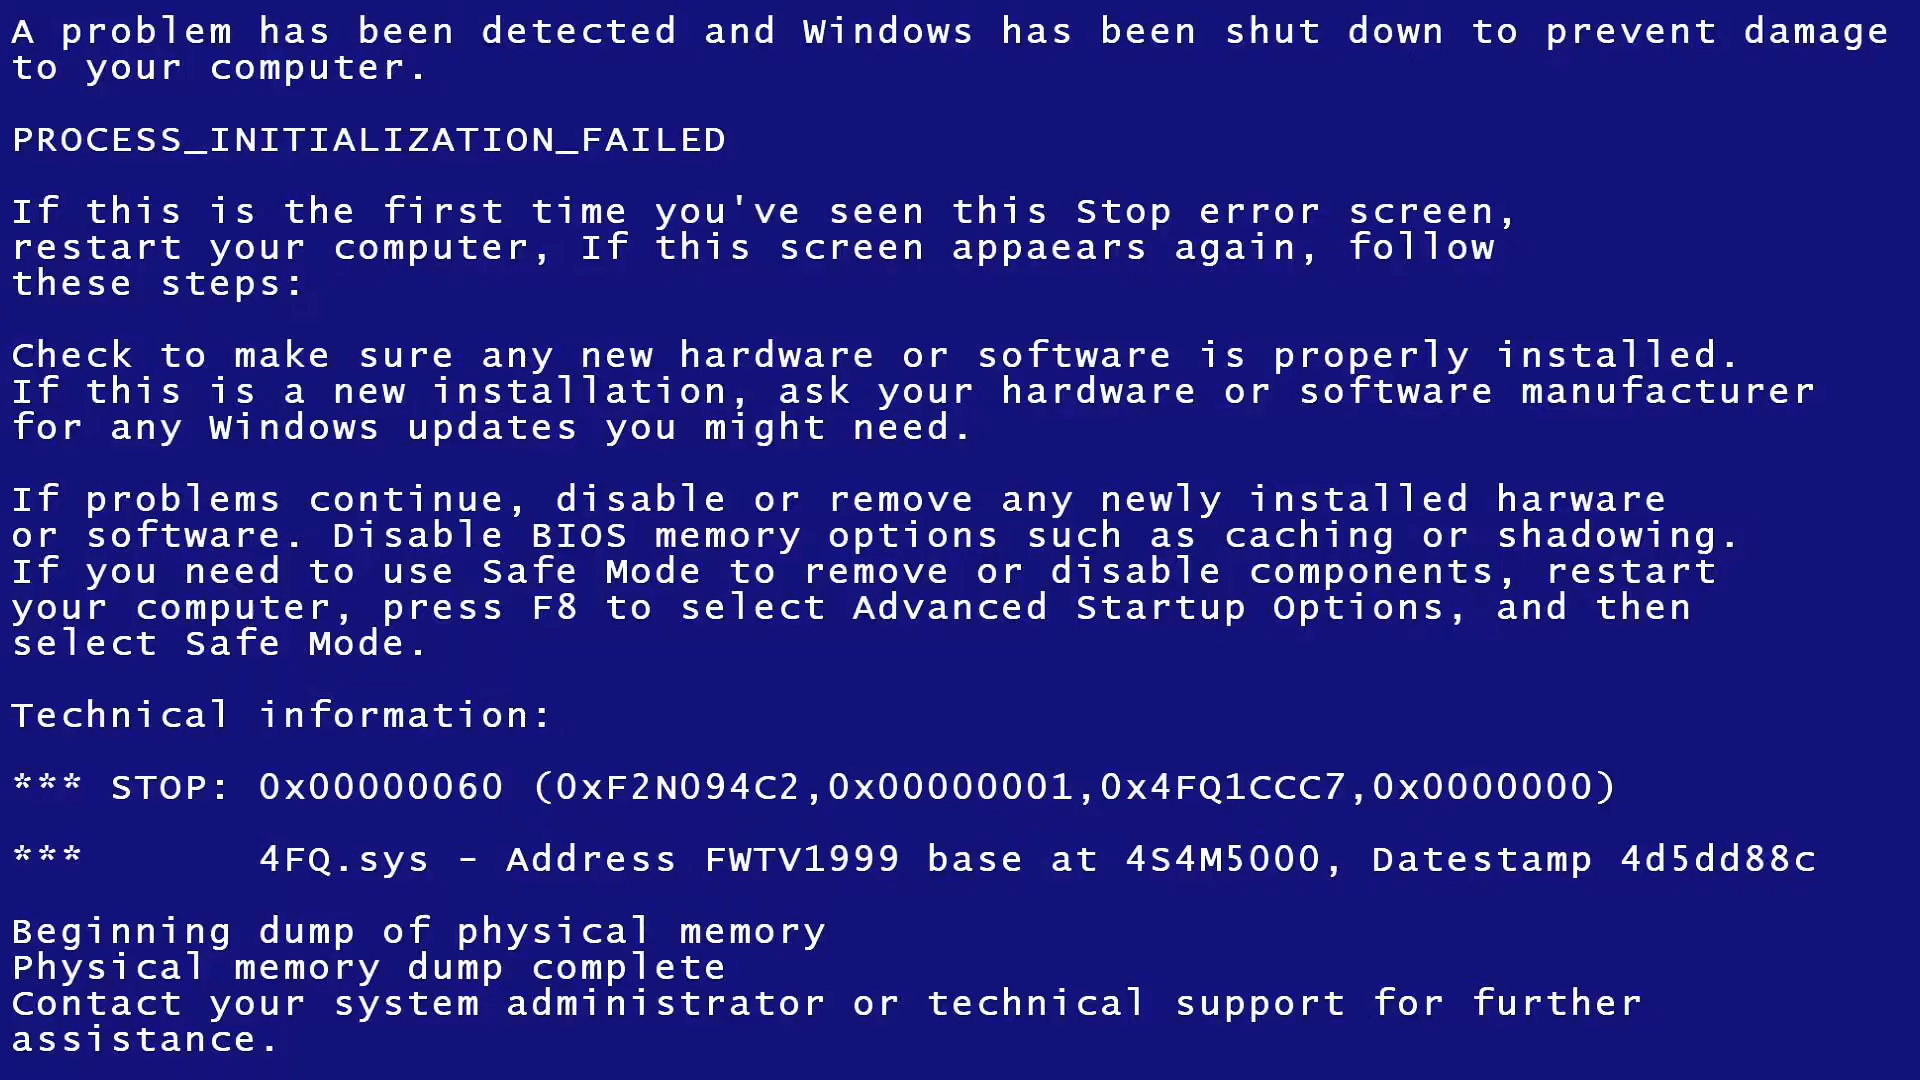 A problem has been detected and Windows has been shut down to prevent damage
to your computer.
PROCESS_INITIALIZATION_FAILED
If this is the first time you've seen this Stop error screen,
restart your computer, If this screen appaears again, follow
these steps:
Check to make sure any new hardware or software is properly installed.
If this is a new installation, ask your hardware or software manufacturer
for any Windows updates you might need.
If problems continue, disable or remove any newly installed harware
or software. Disable BIOS memory options such as caching or shadowing.
If you need to use Safe Mode to remove or disable components, restart
your computer, press F8 to select Advanced Startup Options, and then
select Safe Mode.
Technical information:
*** STOP: 0x00000060 (0xF2N094C2,0x00000001,0x4FQ1CCC7,0x0000000)
*** 4FQ.sys - Address FWTV1999 base at 4S4M5000, Datestamp 4d5dd88c
Beginning dump of physical memory
Physical memory dump complete
Contact your system administrator or technical support for further
assistance.